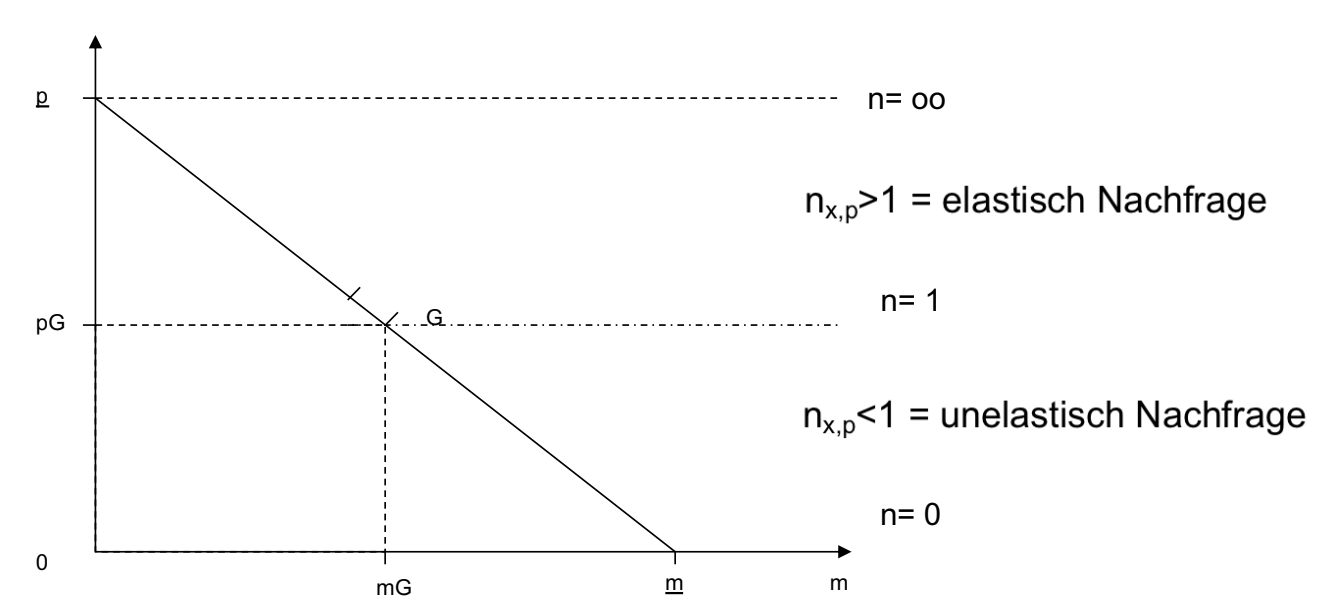 p
n= oo
nx,p>1 = elastisch Nachfrage
n= 1
pG
G
nx,p<1 = unelastisch Nachfrage
n= 0
0
mG
m
m